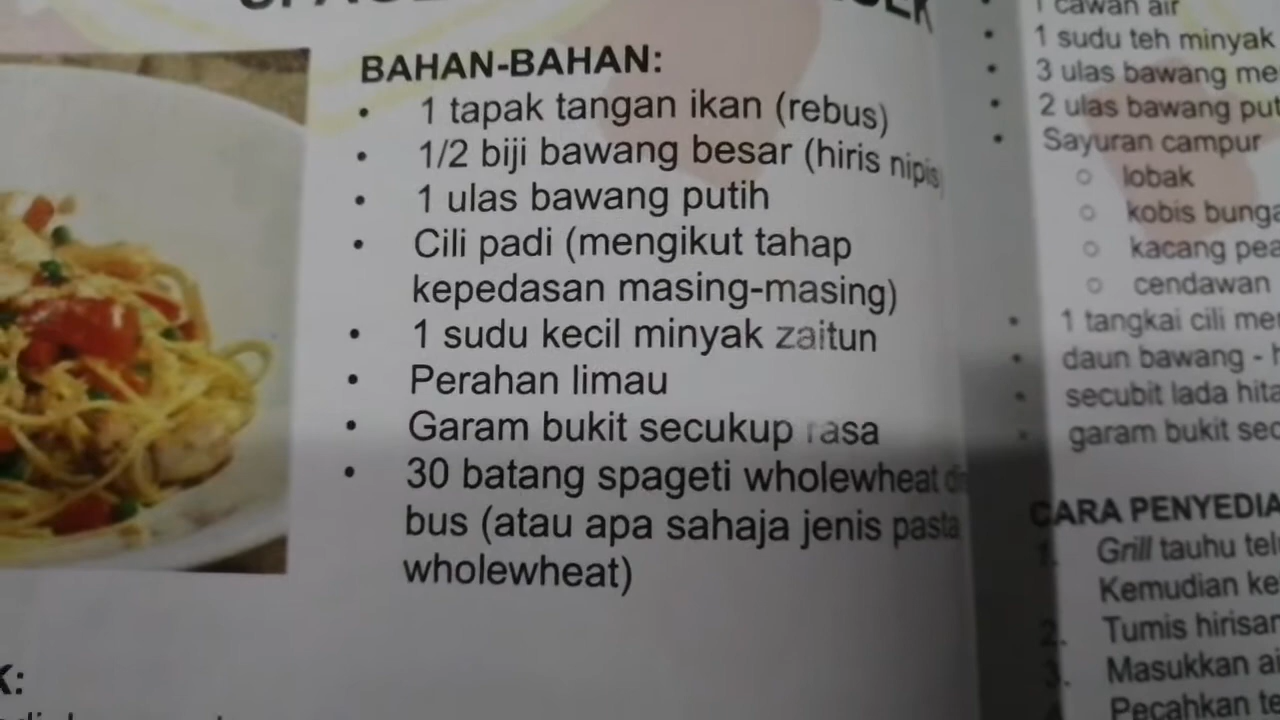 BAHAN-BAHAN:
• 1 tapak tangan ikan (rebus)
• 1/2 biji bawang besar (hiris nipis)
• 1 ulas bawang putih
• Cili padi (mengikut tahap
kepedasan masing-masing)
• 1 sudu kecil minyak zaitun
• Perahan limau
• Garam bukit secukup rasa
• 30 batang spageti wholewheat
bus (atau apa sahaja jenis pasta
wholewheat)
• 1 cawan air
• 1 sudu teh minyak
• 3 ulas bawang
• 2 ulas bawang
• Sayuran campur
○ lobak
○ kobis
○ kacang
○ cendawan
• 1 tangkai cili
• daun bawang -
• secubit lada
• garam bukit
CARA
1. Grill tauhu
Kemudian
2. Tumis
3. Masukkan
Pecahkan